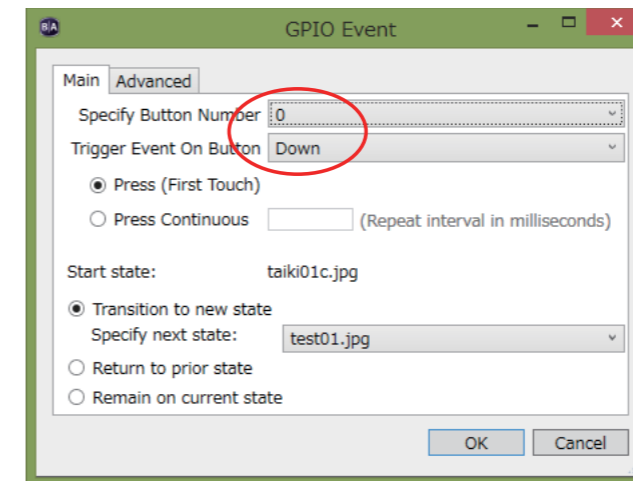 BA GPIO Event
Main Advanced
Specify Button Number 0
Trigger Event On Button Down
Press (First Touch)
Press Continuous (Repeat interval in milliseconds)
Start state: taiki01c.jpg
Transition to new state
Specify next state: test01.jpg
Return to prior state
Remain on current state
OK Cancel